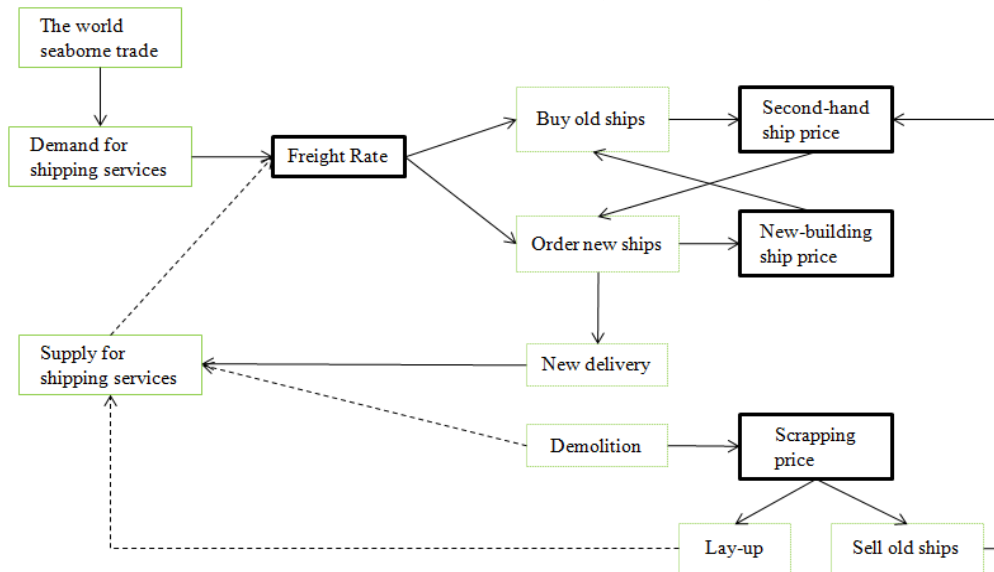 The world
seaborne trade
Demand for
shipping services
Freight Rate
Buy old ships
Second-hand
ship price
Order new ships
New-building
ship price
Supply for
shipping services
New delivery
Demolition
Scrapping
price
Lay-up
Sell old ships